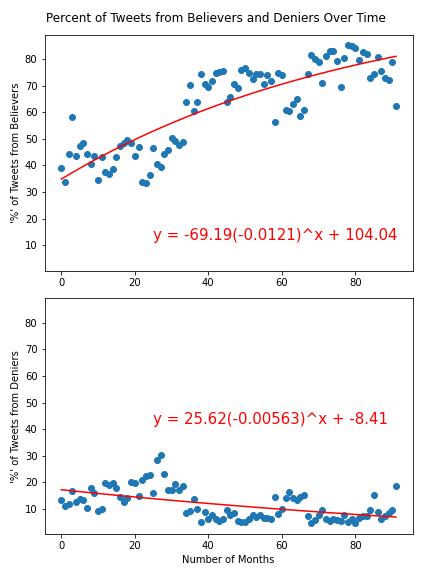 Percent of Tweets from Believers and Deniers Over Time
80
70
60
50
40
30
20
10
'%' of Tweets from Believers
y = -69.19(-0.0121)^x + 104.04
0 20 40 60 80
80
70
60
50
40
30
20
10
'%' of Tweets from Deniers
y = 25.62(-0.00563)^x + -8.41
0 20 40 60 80
Number of Months